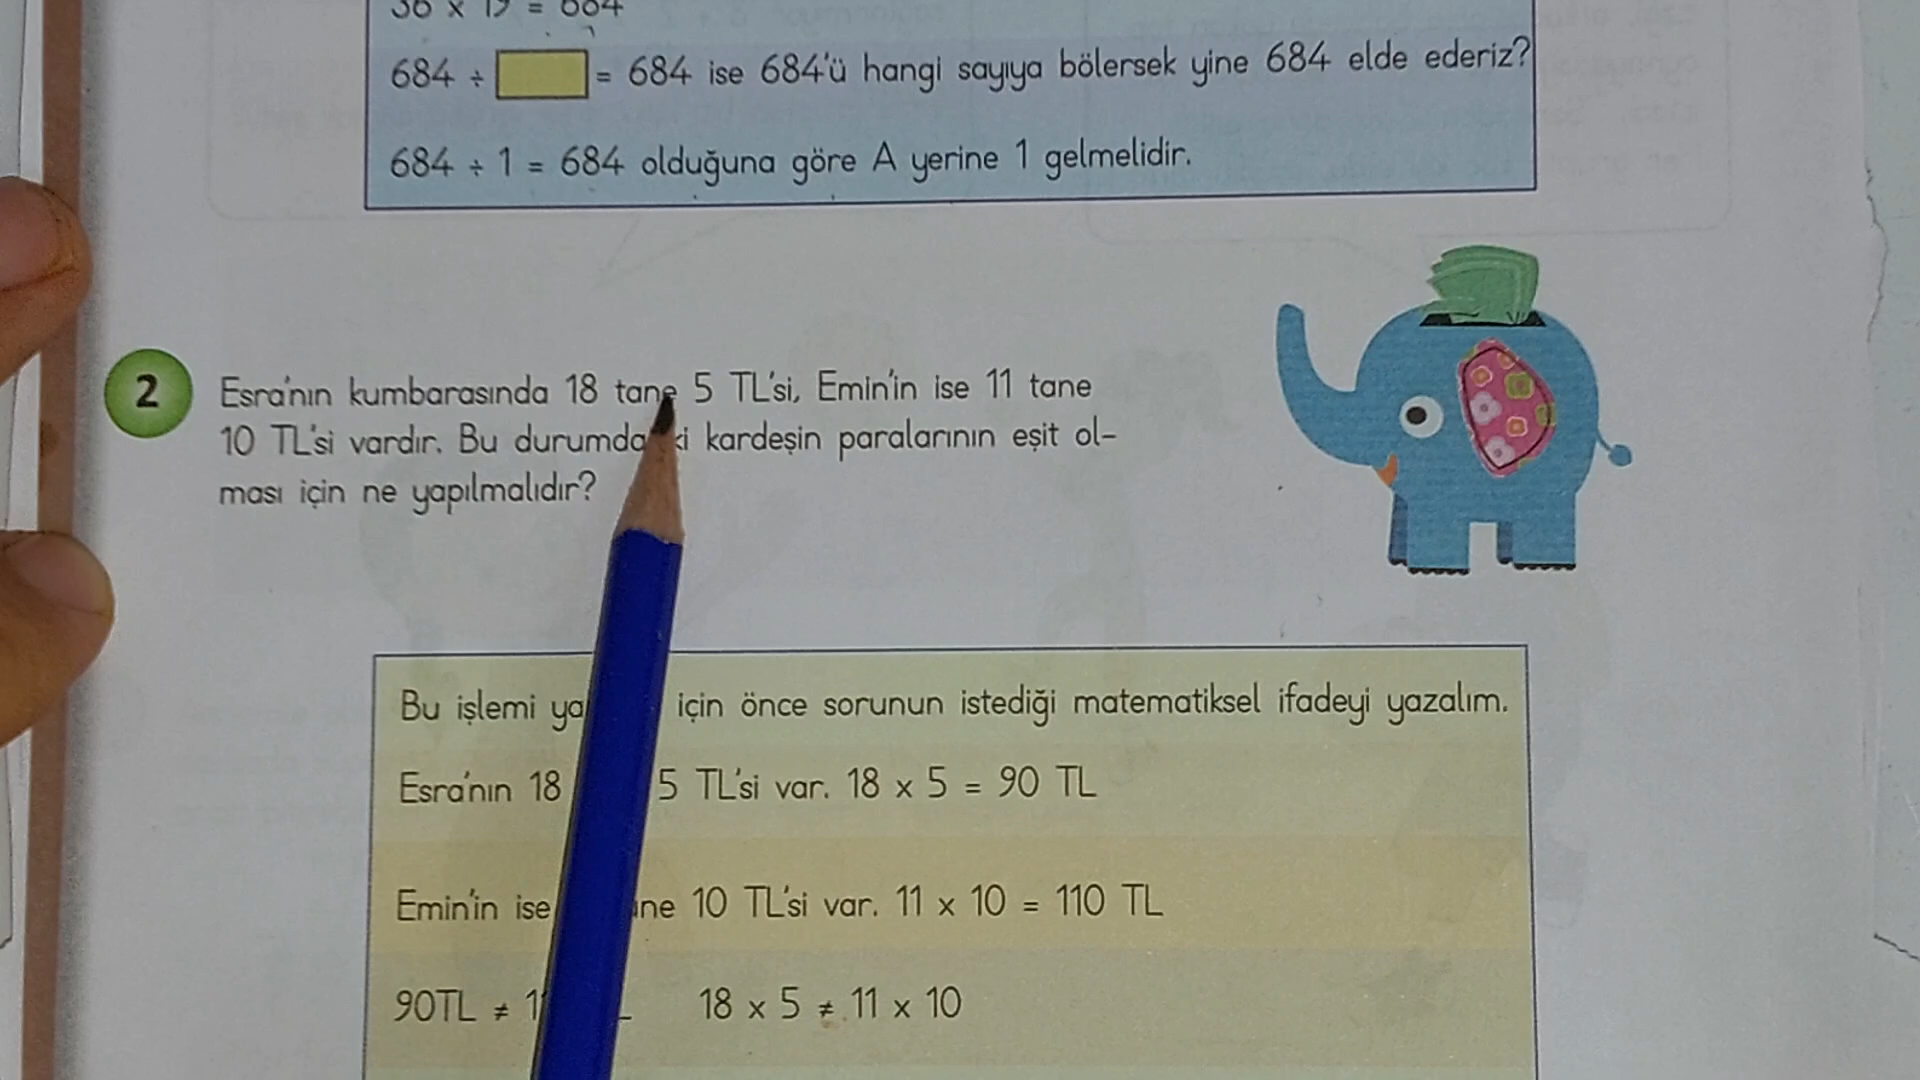 684 ÷ = 684 ise 684'ü hangi sayıya bölersek yine 684 elde ederiz?
684 ÷ 1 = 684 olduğuna göre A yerine 1 gelmelidir.
2
Esra'nın kumbarasında 18 tane 5 TL'si, Emin'in ise 11 tane
10 TL'si vardır. Bu durumda kardeşin paralarının eşit ol-
ması için ne yapılmalıdır?
Bu işlemi için önce sorunun istediği matematiksel ifadeyi yazalım.
Esra'nın 18 5 TL'si var. 18 x 5 = 90 TL
Emin'in ise 10 TL'si var. 11 x 10 = 110 TL
90TL ≠ 18 x 5 ≠ 11 x 10